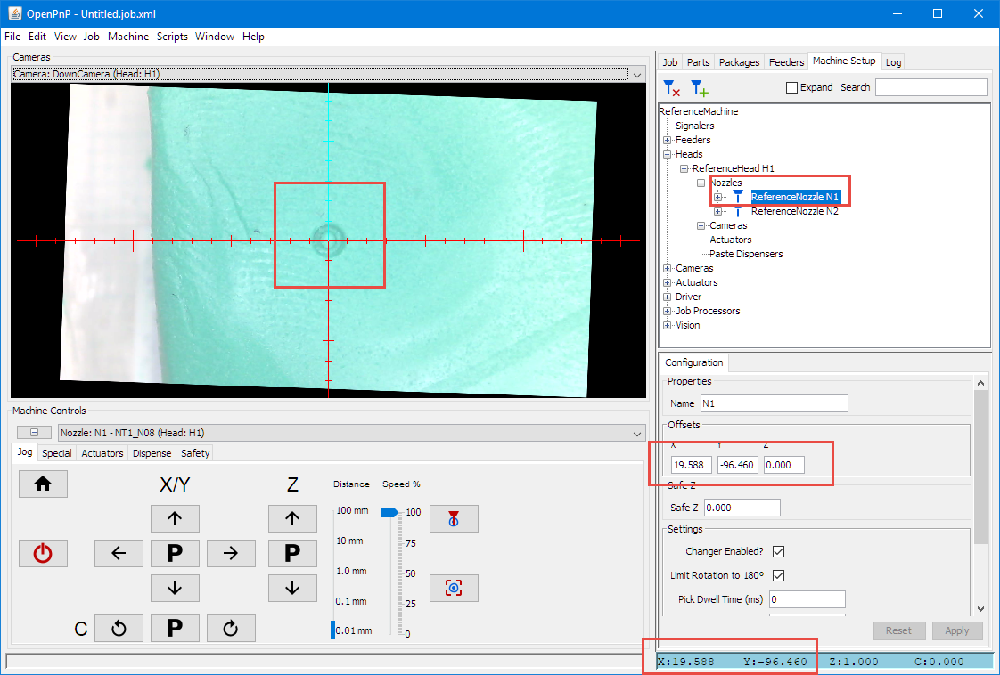 OpenPnP - Untitled.job.xml
File Edit View Job Machine Scripts Window Help
Cameras
Camera: DownCamera (Head: H1)
Machine Controls
Nozzle: N1 - NT1_N08 (Head: H1)
Jog Special Actuators Dispense Safety
X/Y Z Distance Speed %
100 mm 100
10 mm 75
P P
1.0 mm 50
0.1 mm 25
C P
0.01 mm 0
Job Parts Packages Feeders Machine Setup Log
Expand Search
ReferenceMachine
Signalers
Feeders
Heads
ReferenceHead H1
Nozzles
ReferenceNozzle N1
ReferenceNozzle N2
Cameras
Actuators
Paste Dispensers
Cameras
Actuators
Driver
Job Processors
Vision
Configuration
Properties
Name N1
Offsets
X Y Z
19.588 -96.460 0.000
Safe Z
Safe Z 0.000
Settings
Changer Enabled?
Limit Rotation to 180º
Pick Dwell Time (ms) 0
Reset Apply
X:19.588 Y:-96.460 Z:1.000 C:0.000